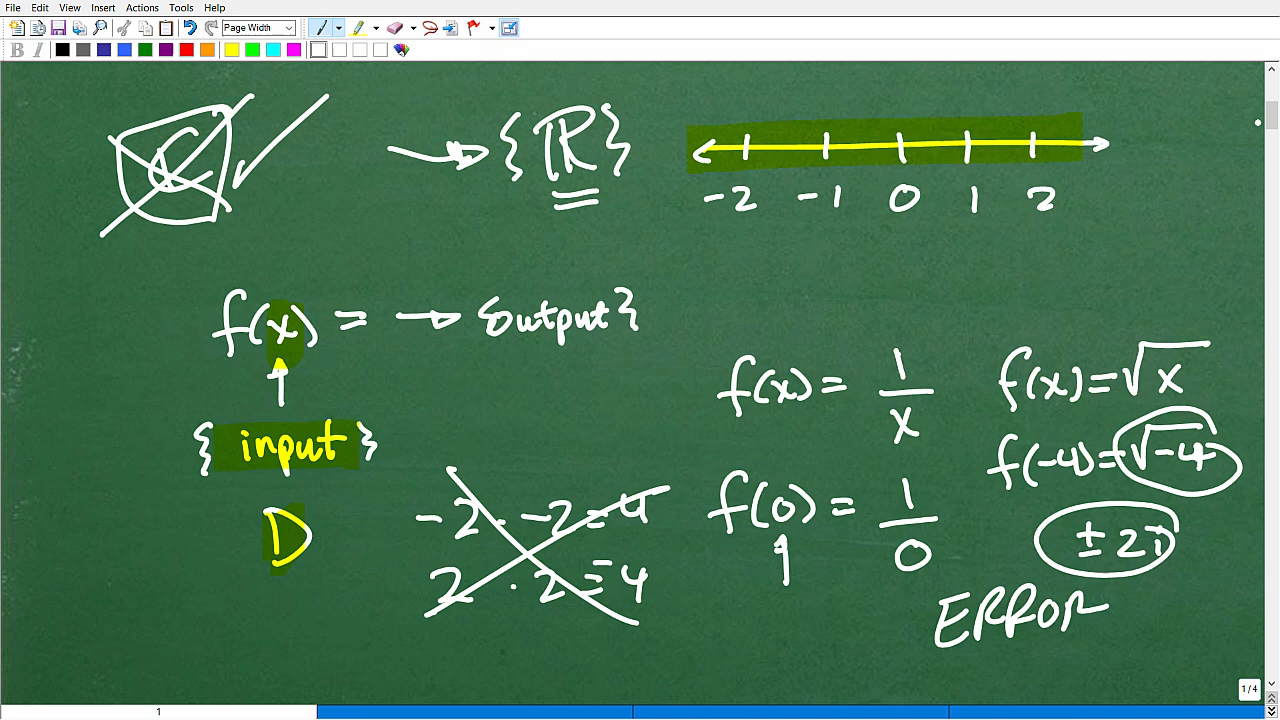 File Edit View Insert Actions Tools Help
Page Width
B I
C → {ℝ}
-2 -1 0 1 2
f(x) = → {output}
{ input }
D
-2 · -2 = 4
2 · 2 = 4
f(x) = 1/x
f(0) = 1/0
f(x) = √x
f(-4) = √-4
± 2i
ERROR
1/4
1